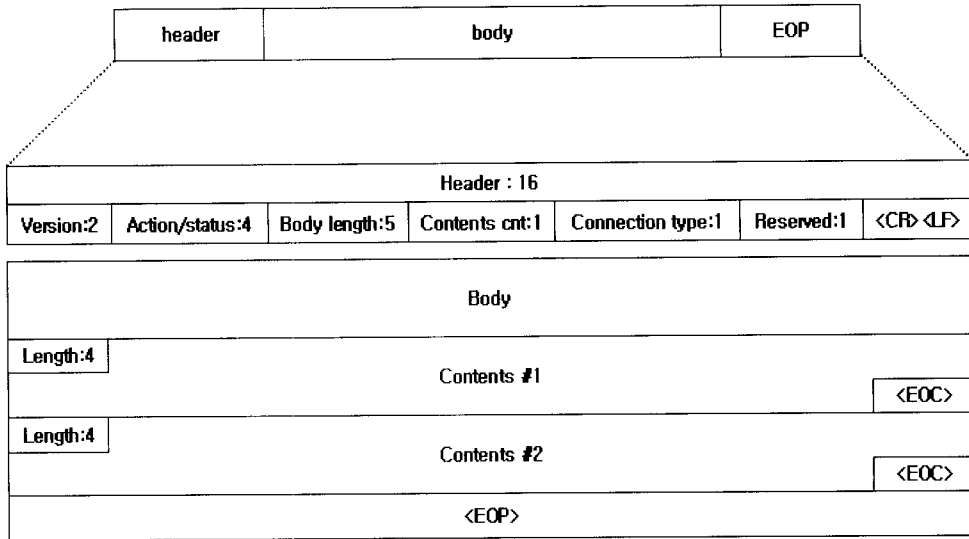 header body EOP
Header : 16
Version:2 Action/status:4 Body length:5 Contents cnt:1 Connection type:1 Reserved:1 <CR><LF>
Body
Length:4
Contents #1
<EOC>
Length:4
Contents #2
<EOC>
<EOP>